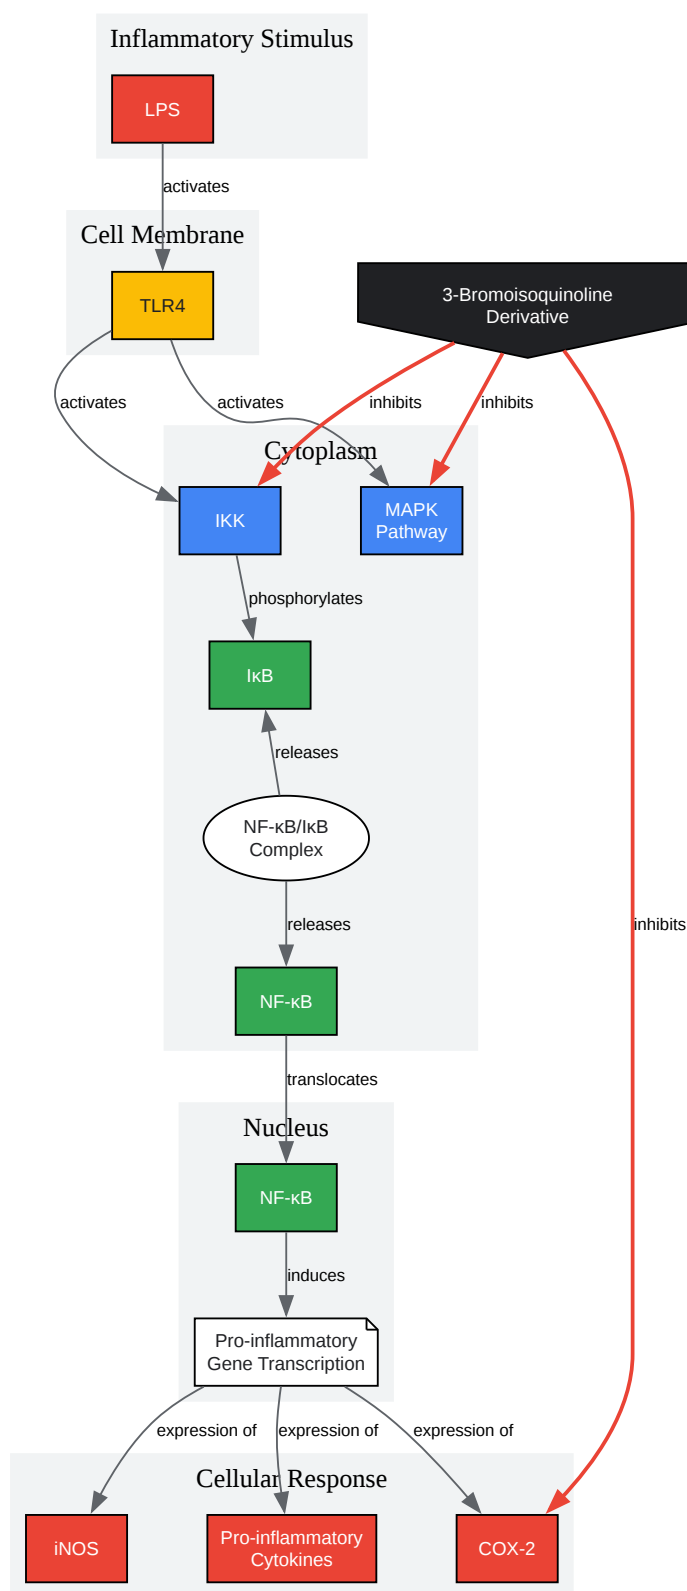 Inflammatory Stimulus
LPS
activates
Cell Membrane
TLR4
3-Bromoisoquinoline
Derivative
activates
activates
inhibits
inhibits
Cytoplasm
IKK
MAPK
Pathway
phosphorylates
IκB
releases
NF-κB/IκB
Complex
releases
inhibits
NF-κB
translocates
Nucleus
NF-κB
induces
Pro-inflammatory
Gene Transcription
expression of
expression of
expression of
Cellular Response
iNOS
Pro-inflammatory
Cytokines
COX-2